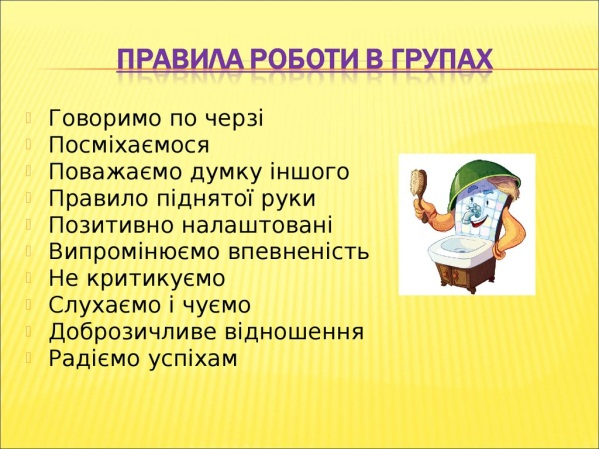 ПРАВИЛА РОБОТИ В ГРУПАХ
Говоримо по черзі
Посміхаємося
Поважаємо думку іншого
Правило піднятої руки
Позитивно налаштовані
Випромінюємо впевненість
Не критикуємо
Слухаємо і чуємо
Доброзичливе відношення
Радіємо успіхам